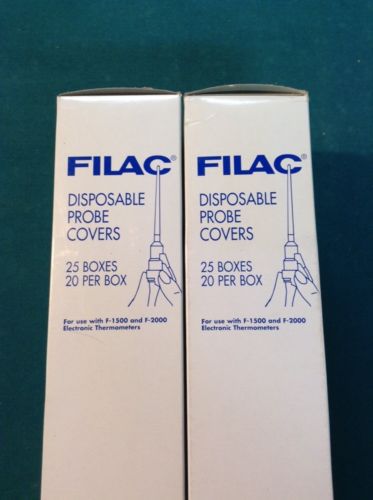 FILAC®
DISPOSABLE
PROBE
COVERS
25 BOXES
20 PER BOX
For use with F-1500 and F-2000
Electronic Thermometers
FILAC®
DISPOSABLE
PROBE
COVERS
25 BOXES
20 PER BOX
For use with F-1500 and F-2000
Electronic Thermometers